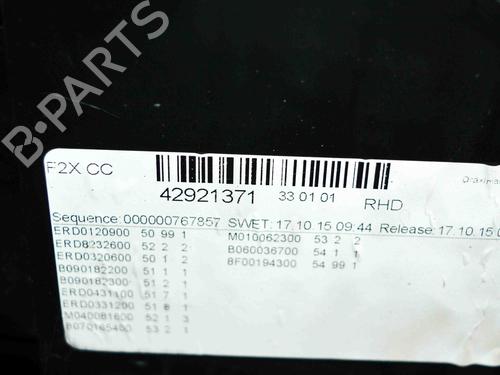 B-PARTS
F2X CC
42921371 33 01 01 RHD
Sequence:000000767857 SWET:17.10.15 09:44 Release:17.10.15
ERD0120900 50 99 1
ERD8232600 52 2 2
ERD0320600 50 1 2
B090182200 51 1 1
B090182300 51 2 1
ERD0431100 51 7 1
ERD0331200 51 8 1
M040081600 52 1 3
B070165400 53 2 1
M010062300 53 2 2
B060036700 54 1 1
8F00194300 54 99 1